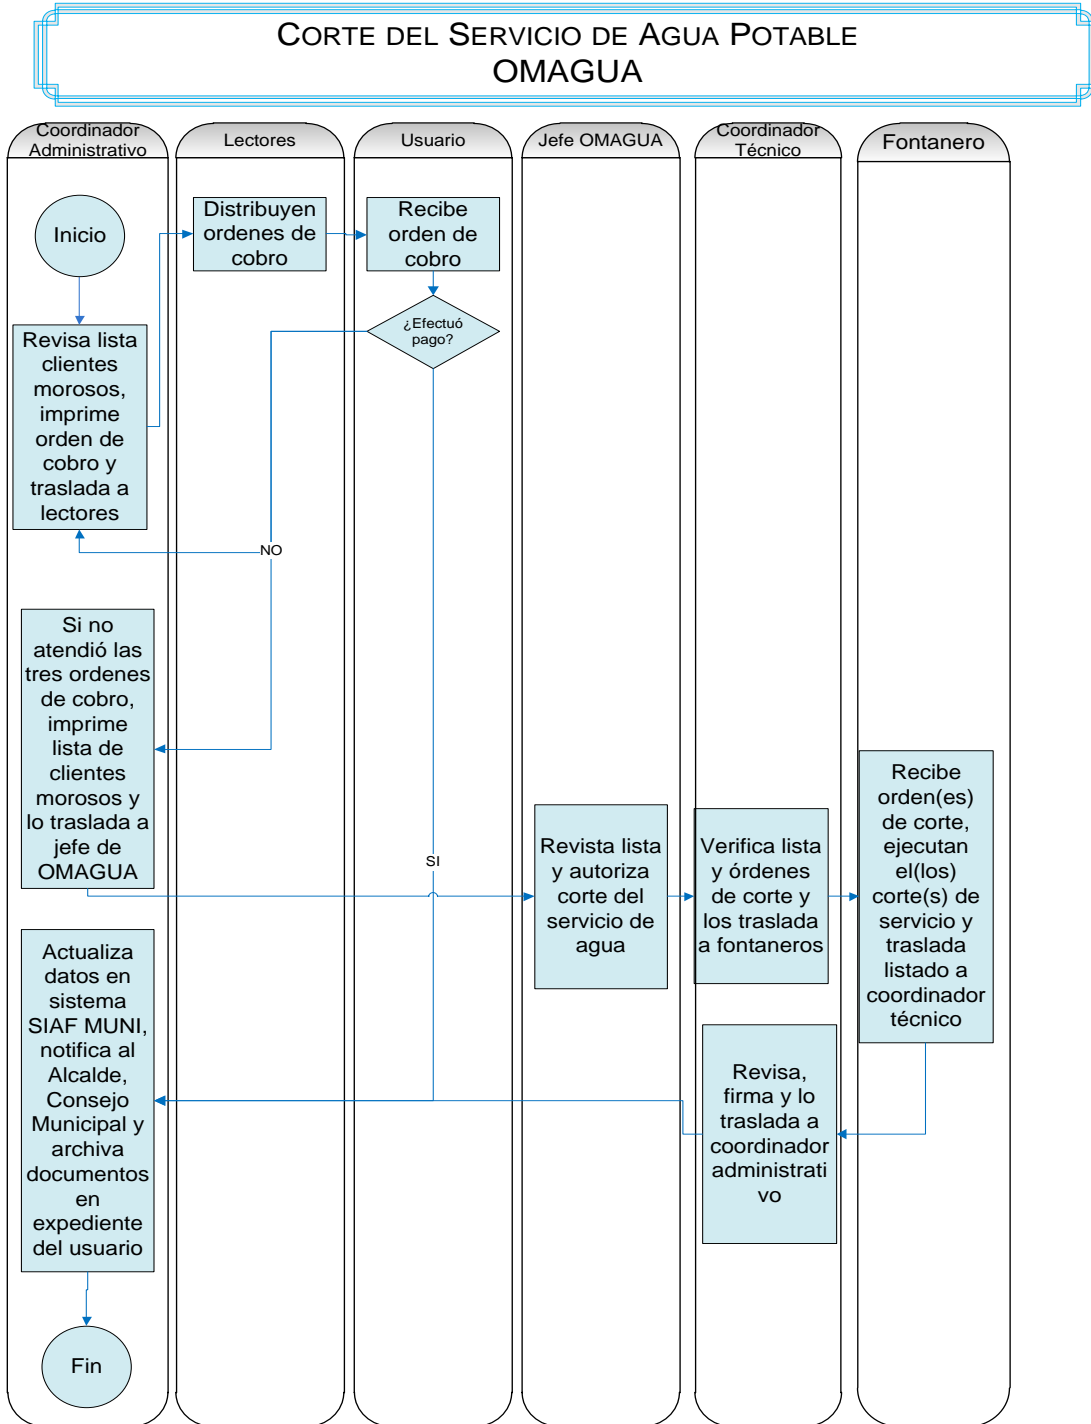 CORTE DEL SERVICIO DE AGUA POTABLE
OMAGUA
Coordinador
Administrativo
Lectores
Usuario
Jefe OMAGUA
Coordinador
Técnico
Fontanero
Inicio
Distribuyen
ordenes de
cobro
Recibe
orden de
cobro
¿Efectuó
pago?
Revisa lista
clientes
morosos,
imprime
orden de
cobro y
traslada a
lectores
NO
Si no
atendió las
tres ordenes
de cobro,
imprime
lista de
clientes
morosos y
lo traslada a
jefe de
OMAGUA
SI
Revista lista
y autoriza
corte del
servicio de
agua
Verifica lista
y órdenes
de corte y
los traslada
a fontaneros
Recibe
orden(es)
de corte,
ejecutan
el(los)
corte(s) de
servicio y
traslada
listado a
coordinador
técnico
Revisa,
firma y lo
traslada a
coordinador
administrati
vo
Actualiza
datos en
sistema
SIAF MUNI,
notifica al
Alcalde,
Consejo
Municipal y
archiva
documentos
en
expediente
del usuario
Fin